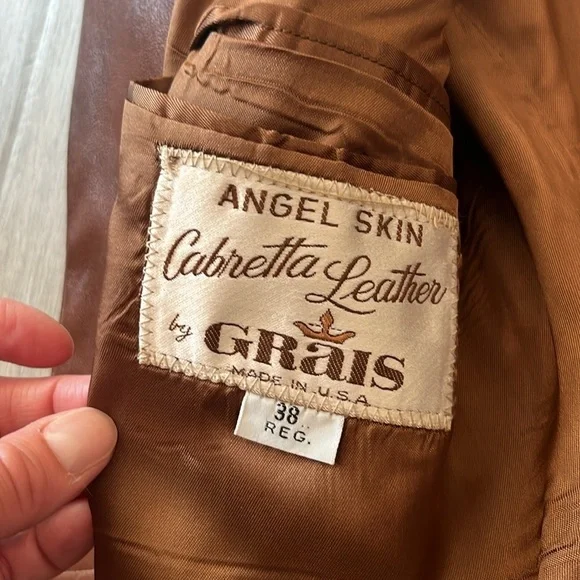 ANGEL SKIN
Cabretta Leather
by GRaIS
MADE IN U.S.A
38
REG.